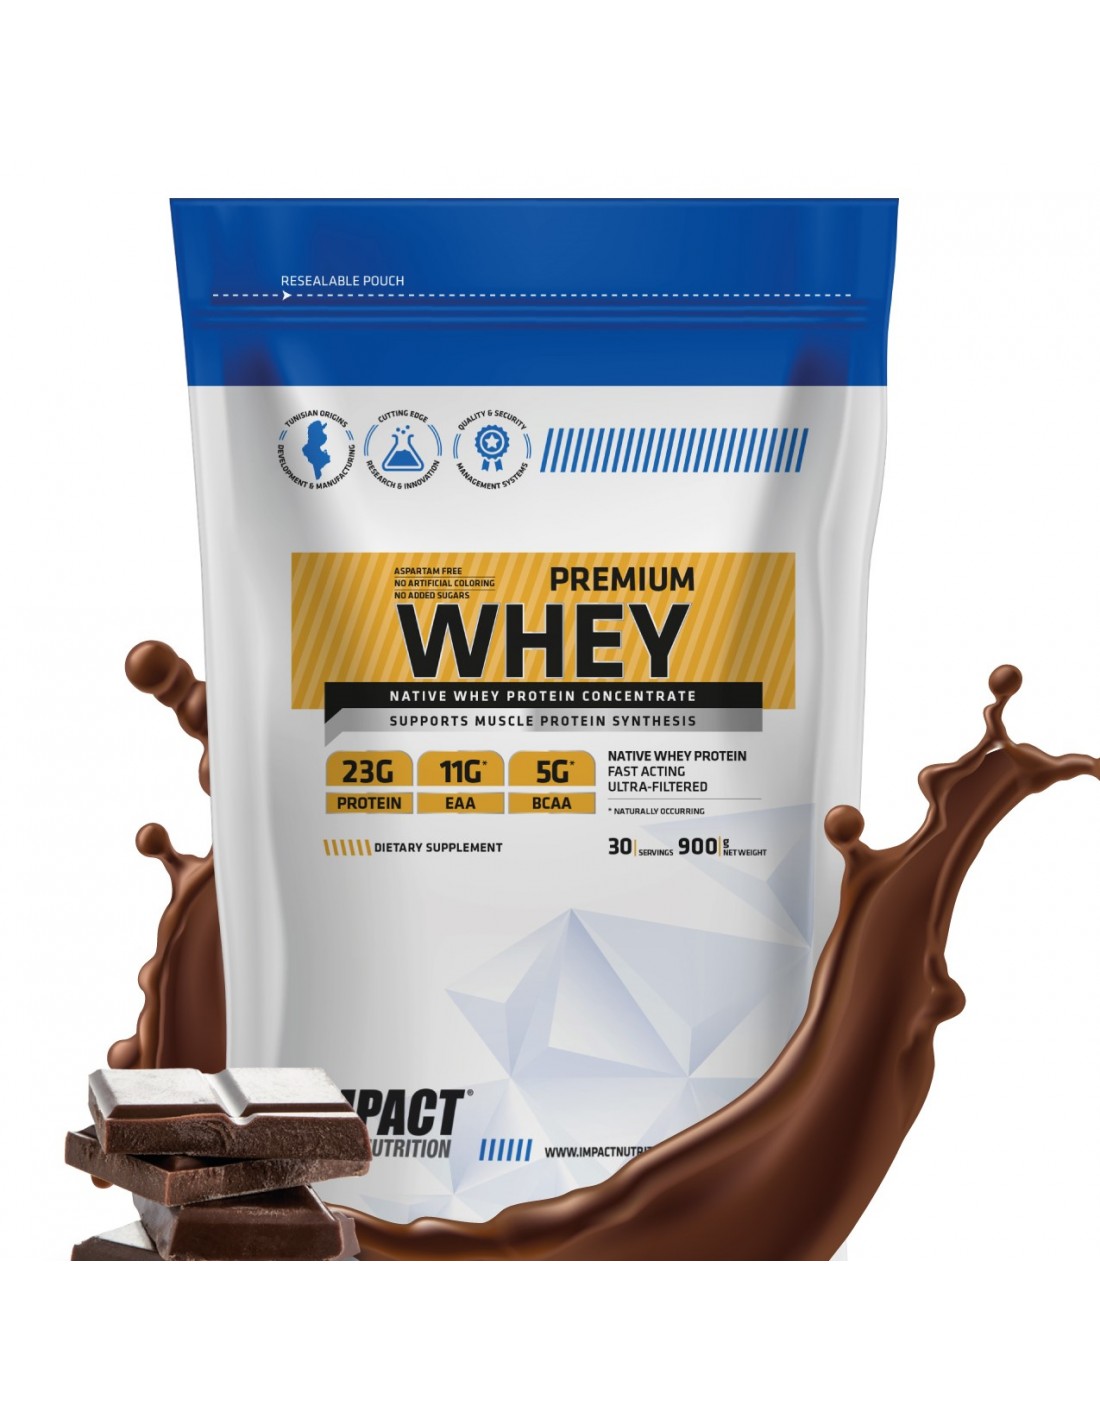 RESEALABLE POUCH
TUNISIAN ORIGINS
DEVELOPMENT & MANUFACTURING
CUTTING EDGE
RESEARCH & INNOVATION
QUALITY & SECURITY
MANAGEMENT SYSTEMS
ASPARTAM FREE
NO ARTIFICIAL COLORING
NO ADDED SUGARS
PREMIUM
WHEY
NATIVE WHEY PROTEIN CONCENTRATE
SUPPORTS MUSCLE PROTEIN SYNTHESIS
23G
PROTEIN
11G*
EAA
5G*
BCAA
NATIVE WHEY PROTEIN
FAST ACTING
ULTRA-FILTERED
* NATURALLY OCCURRING
DIETARY SUPPLEMENT
30 SERVINGS 900 g NET WEIGHT
MPACT®
UTRITION
WWW.IMPACTNUTRI